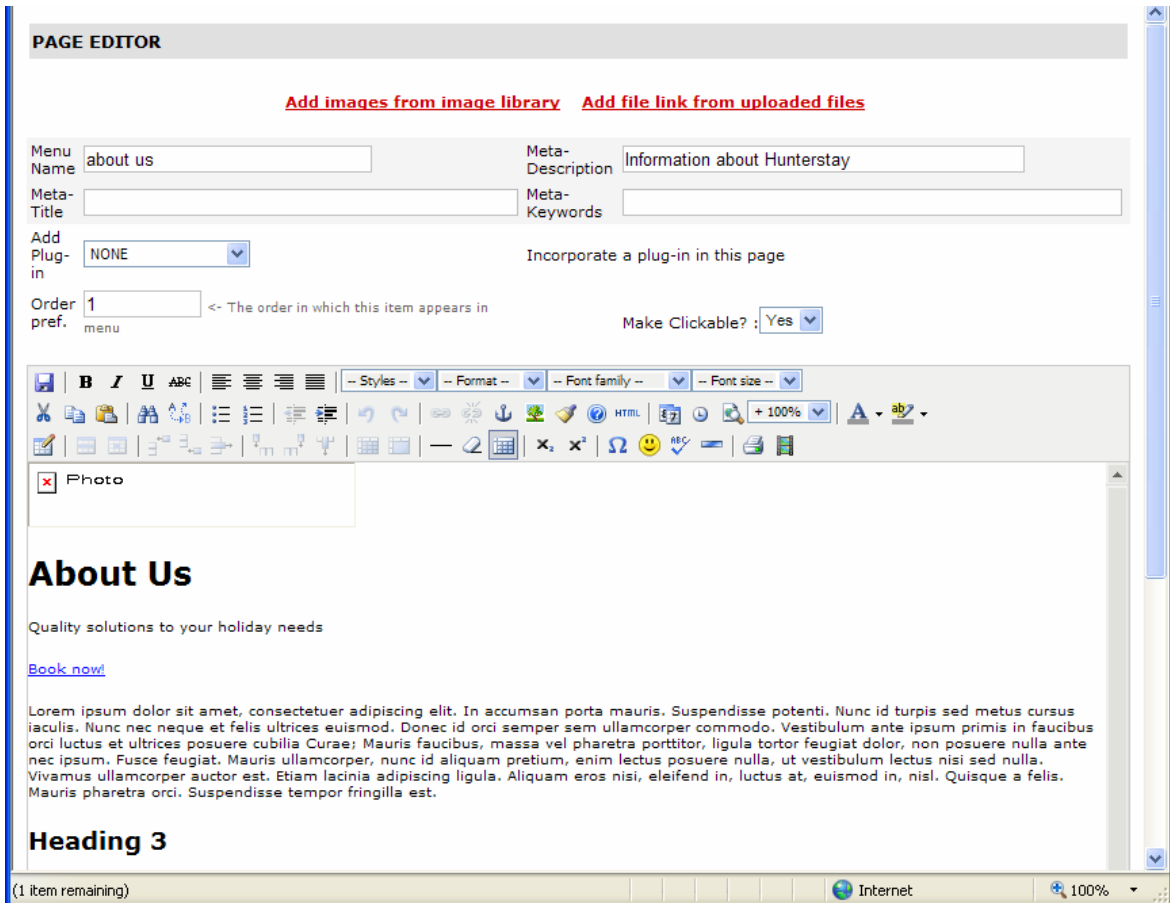 PAGE EDITOR
Add images from image library Add file link from uploaded files
Menu Name about us Meta-Description Information about Hunterstay
Meta-Title Meta-Keywords
Add Plug-in NONE Incorporate a plug-in in this page
Order pref. 1 <- The order in which this item appears in menu Make Clickable? : Yes
B I U ABC -- Styles -- -- Format -- -- Font family -- -- Font size --
HTML + 100% A ab
x₂ x² Ω ABC
Photo
About Us
Quality solutions to your holiday needs
Book now!
Lorem ipsum dolor sit amet, consectetuer adipiscing elit. In accumsan porta mauris. Suspendisse potenti. Nunc id turpis sed metus cursus
iaculis. Nunc nec neque et felis ultrices euismod. Donec id orci semper sem ullamcorper commodo. Vestibulum ante ipsum primis in faucibus
orci luctus et ultrices posuere cubilia Curae; Mauris faucibus, massa vel pharetra porttitor, ligula tortor feugiat dolor, non posuere nulla ante
nec ipsum. Fusce feugiat. Mauris ullamcorper, nunc id aliquam pretium, enim lectus posuere nulla, ut vestibulum lectus nisi sed nulla.
Vivamus ullamcorper auctor est. Etiam lacinia adipiscing ligula. Aliquam eros nisi, eleifend in, luctus at, euismod in, nisl. Quisque a felis.
Mauris pharetra orci. Suspendisse tempor fringilla est.
Heading 3
(1 item remaining) Internet 100%